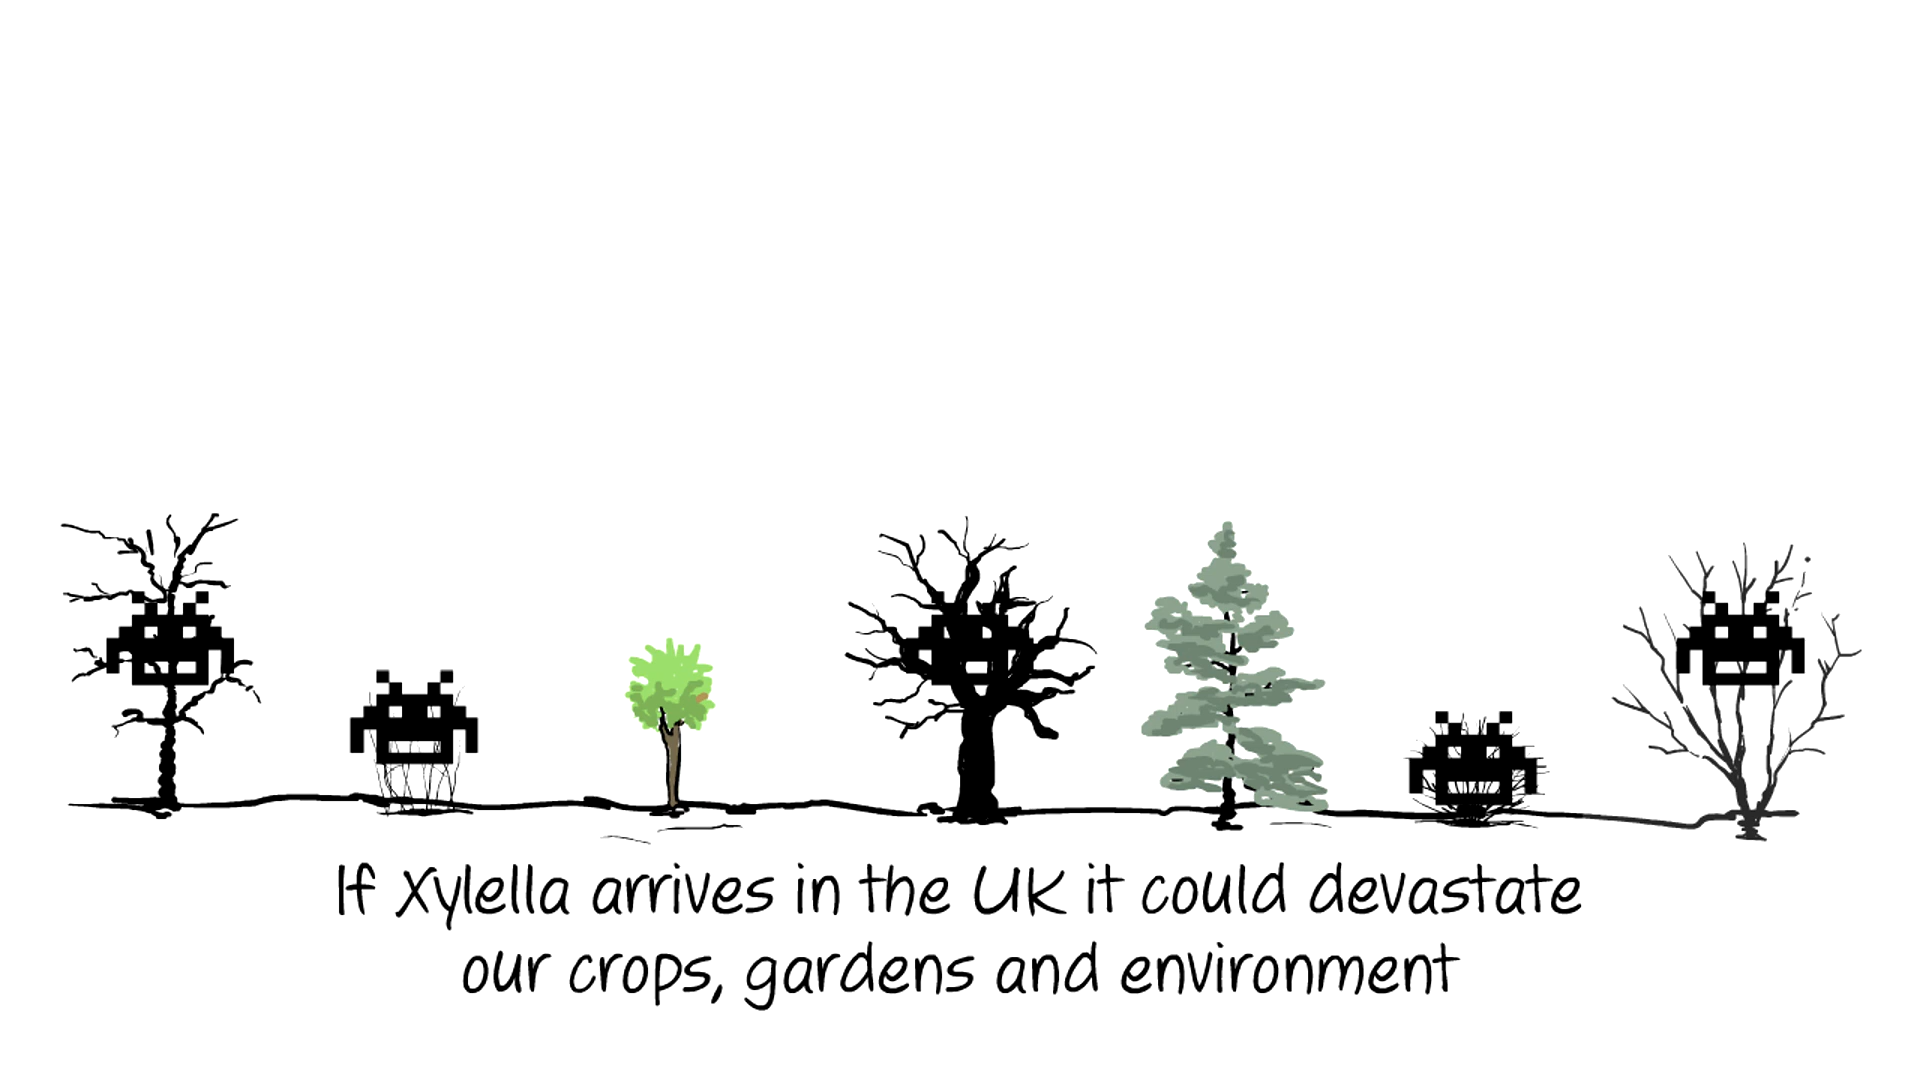 If Xylella arrives in the UK it could devastate
our crops, gardens and environment